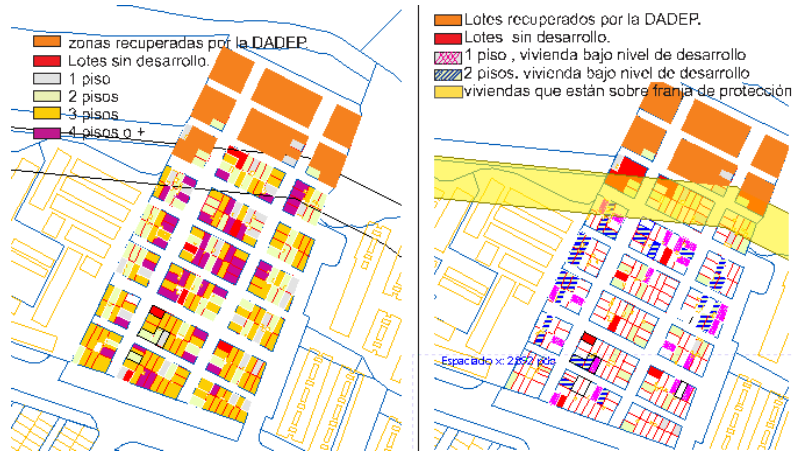 zonas recuperadas por la DADEP
Lotes sin desarrollo.
1 piso
2 pisos
3 pisos
4 pisos o +
Lotes recuperados por la DADEP.
Lotes sin desarrollo.
1 piso , vivienda bajo nivel de desarrollo
2 pisos. vivienda bajo nivel de desarrollo
viviendas que están sobre franja de protección